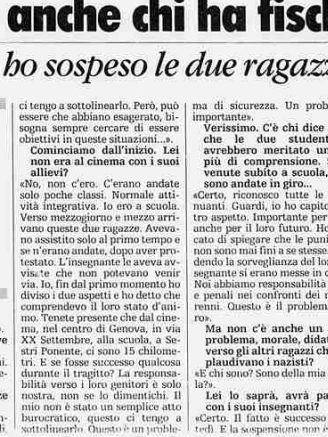 anche chi ha fisc
ho sospeso le due ragazz
ci tengo a sottolinearlo. Però, può
essere che abbiano esagerato, bi-
sogna sempre cercare di essere
obiettivi in queste situazioni...».
Cominciamo dall'inizio. Lei
non era al cinema con i suoi
allievi?
«No, non c'ero. C'erano andate
solo poche classi. Normale atti-
vità integrativa. Io ero a scuola.
Verso mezzogiorno e mezzo arri-
vano queste due ragazze. Aveva-
no assistito solo al primo tempo e
se n'erano andate, dopo aver pro-
testato. L'insegnante le aveva av-
visate che non potevano venir
via. Io, fin dal primo momento ho
diviso i due aspetti e ho detto che
comprendevo il loro stato d'ani-
mo. Tenete presente che dal cine-
ma, nel centro di Genova, in via
XX Settembre, alla scuola, a Se-
stri Ponente, ci sono 15 chilome-
tri. E se fosse successo qualcosa
durante il tragitto? La responsa-
bilità verso i loro genitori è solo
nostra, non se lo dimentichi. Il
mio non è stato un semplice atto
burocratico, questo ci tengo a
sottolinearlo. Questo è un proble-
ma di sicurezza. Un prob
importante».
Verissimo. C'è chi dice
che le due student
avrebbero meritato un
più di comprensione. S
venute subito a scuola,
sono andate in giro...
«Certo, riconosco tutte le
nuanti. Guardi, io ho capito
tro aspetto. Importante per
anche per il loro futuro. Ho
cato di spiegare che le puni
non sono mai fini a se stesse.
dendo la sorveglianza del loc
segnante si erano messe in c
Noi abbiamo responsabilità
e penali nei confronti dei m
renni. Questo è il problem
ro».
Ma non c'è anche un
problema, morale, didat
verso gli altri ragazzi ch
plaudivano i nazisti?
«E chi sono? Sono della mia
la?».
Lei lo saprà, avrà pa
con i suoi insegnanti?
«Certo. Il fatto è successo
tedì. E la sospensione non è